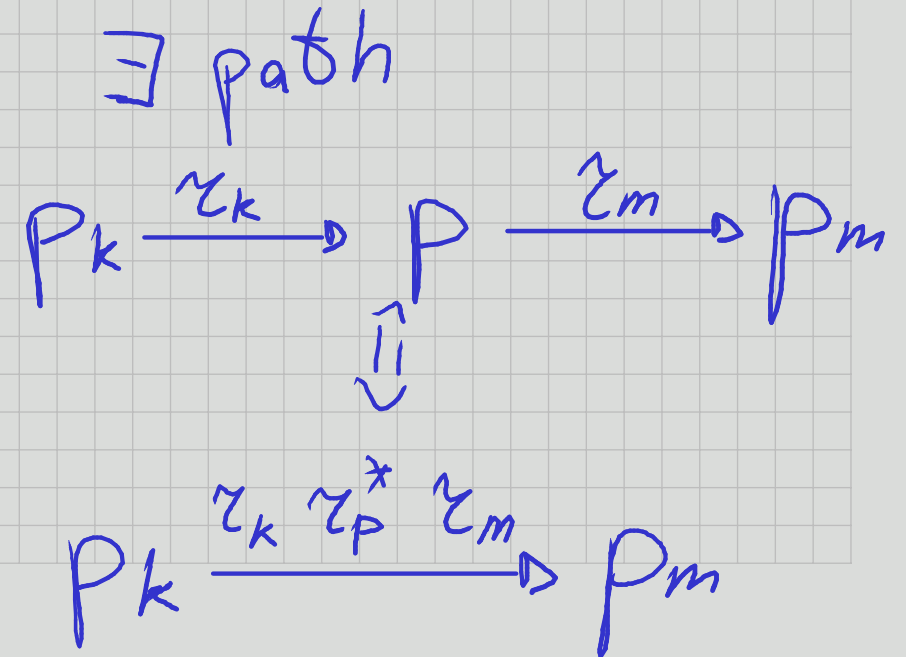 ∃ path
P_k —r_k→ P —r_m→ P_m
⇕
P_k —r_k r_p^* r_m→ P_m